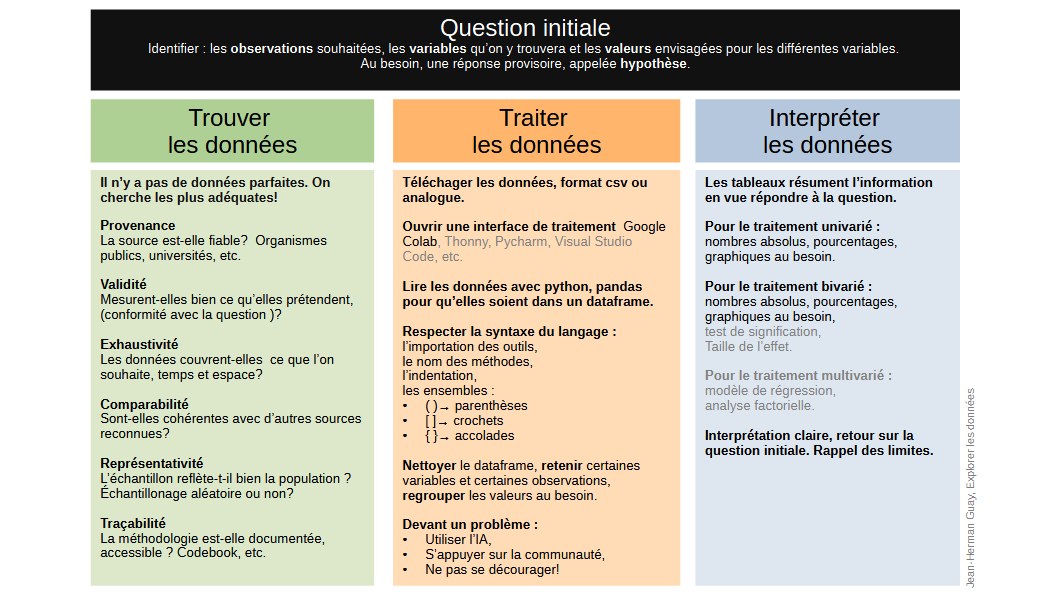 Question initiale
Identifier : les observations souhaitées, les variables qu'on y trouvera et les valeurs envisagées pour les différentes variables.
Au besoin, une réponse provisoire, appelée hypothèse.
Trouver
les données
Il n'y a pas de données parfaites. On
cherche les plus adéquates!
Provenance
La source est-elle fiable?  Organismes
publics, universités, etc.
Validité
Mesurent-elles bien ce qu'elles prétendent,
(conformité avec la question )?
Exhaustivité
Les données couvrent-elles  ce que l'on
souhaite, temps et espace?
Comparabilité
Sont-elles cohérentes avec d'autres sources
reconnues?
Représentativité
L'échantillon reflète-t-il bien la population ?
Échantillonage aléatoire ou non?
Traçabilité
La méthodologie est-elle documentée,
accessible ? Codebook, etc.
Traiter
les données
Téléchager les données, format csv ou
analogue.
Ouvrir une interface de traitement  Google
Colab, Thonny, Pycharm, Visual Studio
Code, etc.
Lire les données avec python, pandas
pour qu'elles soient dans un dataframe.
Respecter la syntaxe du langage :
l'importation des outils,
le nom des méthodes,
l'indentation,
les ensembles :
• ( )→ parenthèses
• [ ]→ crochets
• { }→ accolades
Nettoyer le dataframe, retenir certaines
variables et certaines observations,
regrouper les valeurs au besoin.
Devant un problème :
• Utiliser l'IA,
• S'appuyer sur la communauté,
• Ne pas se décourager!
Interpréter
les données
Les tableaux résument l'information
en vue répondre à la question.
Pour le traitement univarié :
nombres absolus, pourcentages,
graphiques au besoin.
Pour le traitement bivarié :
nombres absolus, pourcentages,
graphiques au besoin,
test de signification,
Taille de l'effet.
Pour le traitement multivarié :
modèle de régression,
analyse factorielle.
Interprétation claire, retour sur la
question initiale. Rappel des limites.
Jean-Herman Guay, Explorer les données